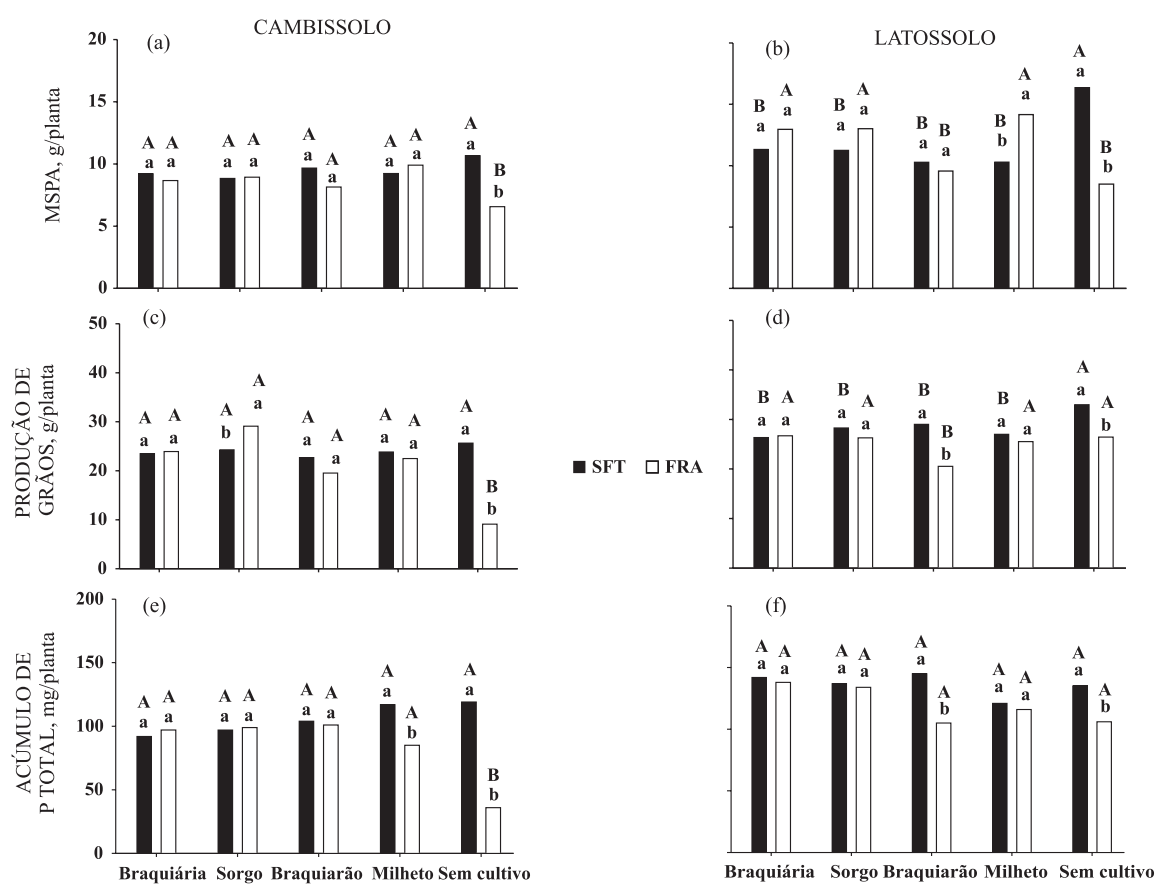 CAMBISSOLO
LATOSSOLO
MSPA, g/planta
20
15
10
5
0
(a)
A A A A A A A A A B
a a a a a a a a a b
(b)
B A B A B B B A A B
a a a a a a b a a b
PRODUÇÃO DE
GRÃOS, g/planta
50
40
30
20
10
0
(c)
A A A A A A A A A B
a a b a a a a a a b
(d)
B A B A B B B A A A
a a a a a b a a a b
SFT FRA
ACÚMULO DE
P TOTAL, mg/planta
200
150
100
50
0
(e)
A A A A A A A A A B
a a a a a a a b a b
(f)
A A A A A A A A A A
a a a a a b a a a b
Braquiária Sorgo Braquiarão Milheto Sem cultivo
Braquiária Sorgo Braquiarão Milheto Sem cultivo